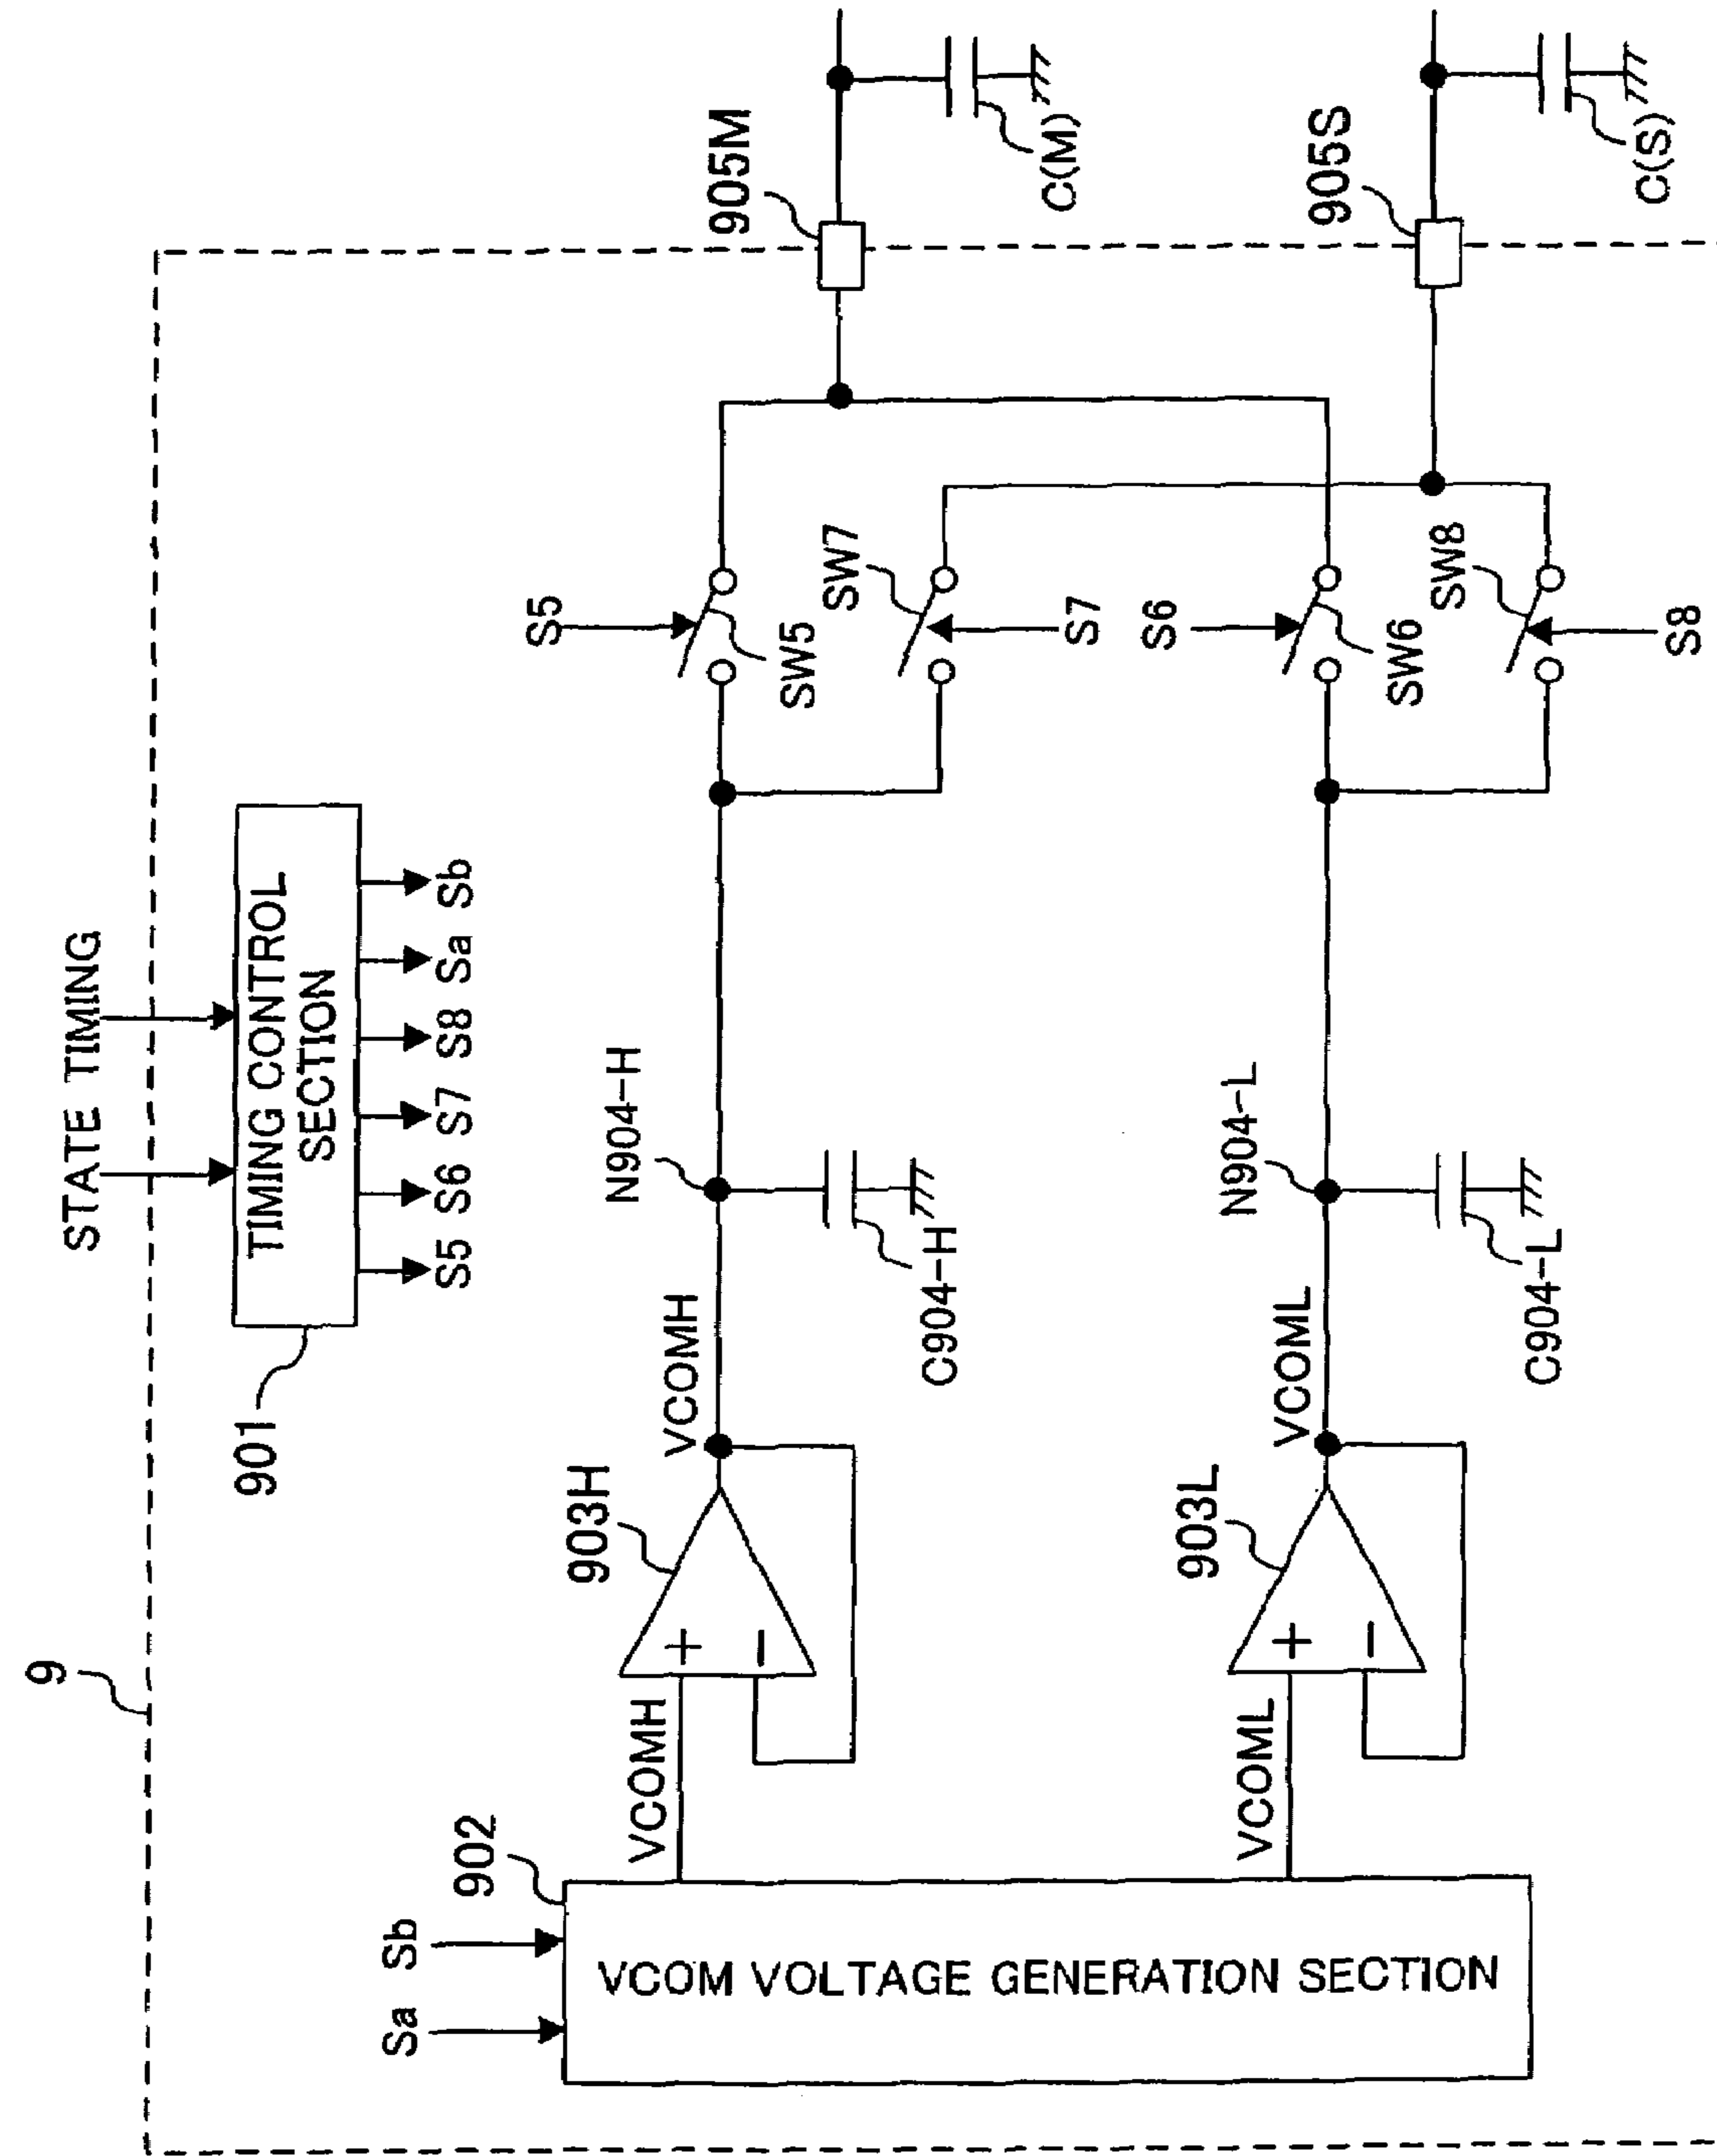 9
STATE TIMING
901
TIMING CONTROL
SECTION
S5 S6 S7 S8 Sa Sb
Sa Sb
902
VCOM VOLTAGE GENERATION SECTION
VCOMH
903H
+
−
VCOMH
N904-H
C904-H
S5
SW5
SW7
S7
905M
C(M)
VCOML
903L
+
−
VCOML
N904-L
C904-L
S6
SW6
SW8
S8
905S
C(S)